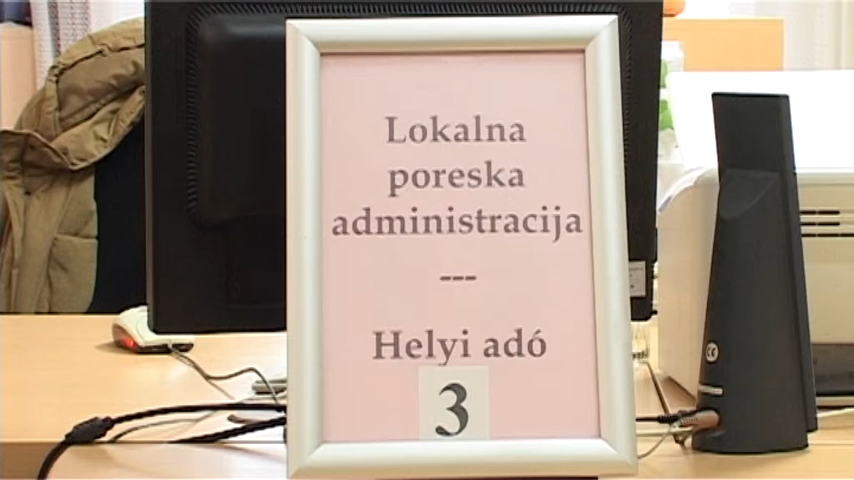 Lokalna
poreska
administracija
---
Helyi adó
3